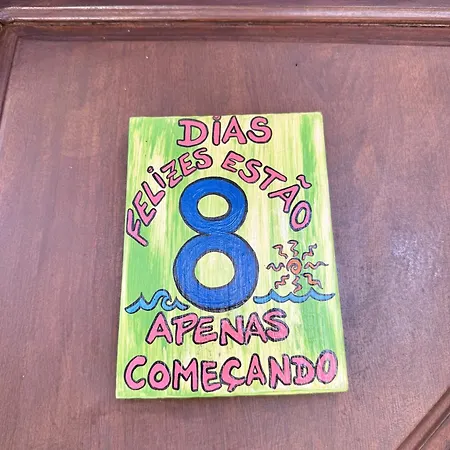 DIAS
FELIZES ESTÃO
8
APENAS
COMEÇANDO